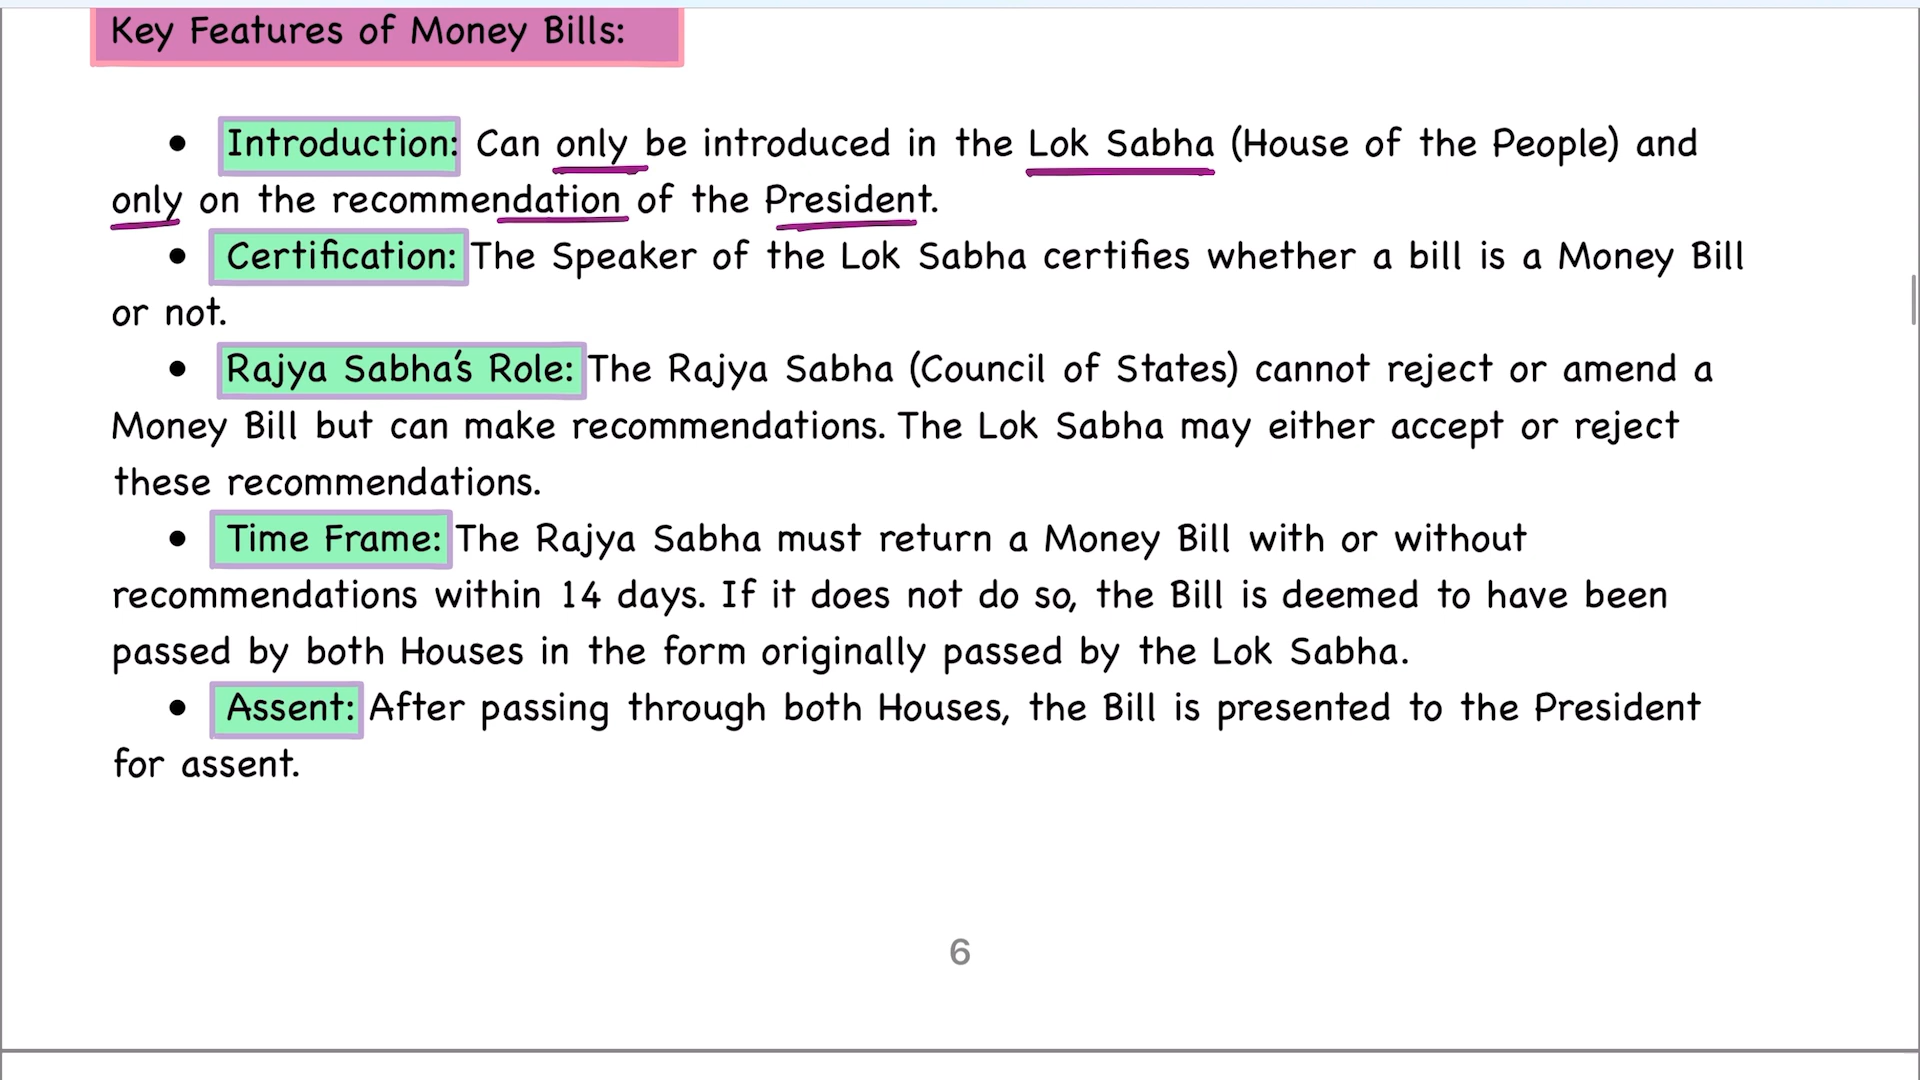 Key Features of Money Bills:
• Introduction: Can only be introduced in the Lok Sabha (House of the People) and
only on the recommendation of the President.
• Certification: The Speaker of the Lok Sabha certifies whether a bill is a Money Bill
or not.
• Rajya Sabha's Role: The Rajya Sabha (Council of States) cannot reject or amend a
Money Bill but can make recommendations. The Lok Sabha may either accept or reject
these recommendations.
• Time Frame: The Rajya Sabha must return a Money Bill with or without
recommendations within 14 days. If it does not do so, the Bill is deemed to have been
passed by both Houses in the form originally passed by the Lok Sabha.
• Assent: After passing through both Houses, the Bill is presented to the President
for assent.
6